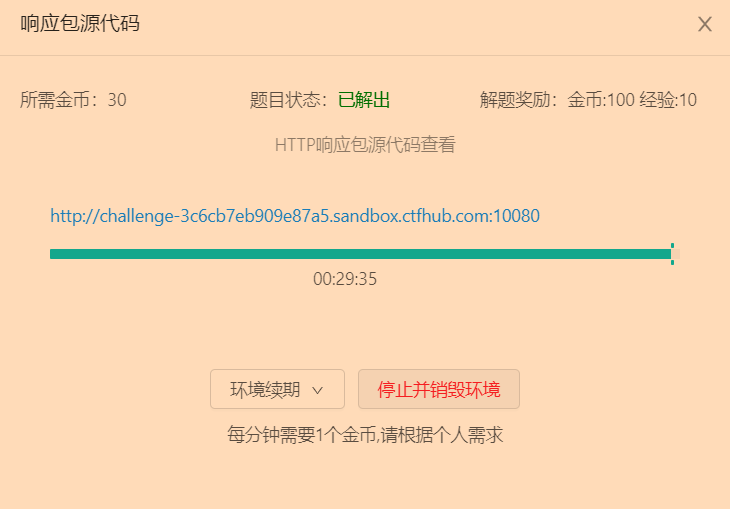 响应包源代码
所需金币：30 题目状态：已解出 解题奖励：金币:100 经验:10
HTTP响应包源代码查看
http://challenge-3c6cb7eb909e87a5.sandbox.ctfhub.com:10080
00:29:35
环境续期 停止并销毁环境
每分钟需要1个金币,请根据个人需求